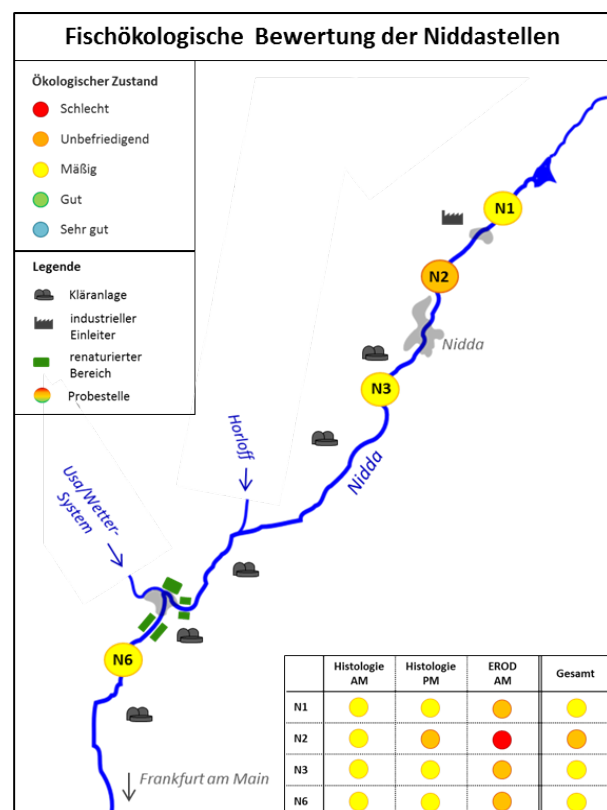 Fischökologische Bewertung der Niddastellen
Ökologischer Zustand
Schlecht
Unbefriedigend
Mäßig
Gut
Sehr gut
Legende
Kläranlage
industrieller
Einleiter
renaturierter
Bereich
Probestelle
N1
N2
Nidda
N3
Horloff
Nidda
Usa/Wetter-
System
N6
Frankfurt am Main
Histologie AM Histologie PM EROD AM Gesamt
N1
N2
N3
N6